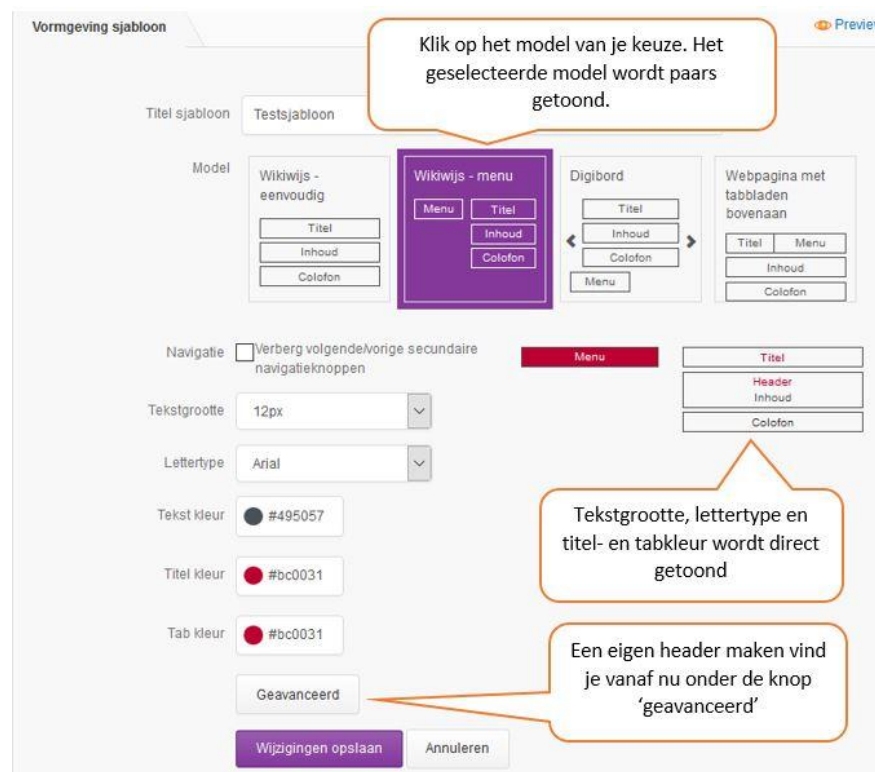 Vormgeving sjabloon
Preview
Klik op het model van je keuze. Het
geselecteerde model wordt paars
getoond.
Titel sjabloon
Testsjabloon
Model
Wikiwijs -
eenvoudig
Titel
Inhoud
Colofon
Wikiwijs - menu
Menu
Titel
Inhoud
Colofon
Digibord
Titel
Inhoud
Colofon
Menu
Webpagina met
tabbladen
bovenaan
Titel Menu
Inhoud
Colofon
Navigatie
Verberg volgende/vorige secundaire
navigatieknoppen
Menu
Titel
Header
Inhoud
Colofon
Tekstgrootte
12px
Lettertype
Arial
Tekst kleur
#495057
Tekstgrootte, lettertype en
titel- en tabkleur wordt direct
getoond
Titel kleur
#bc0031
Tab kleur
#bc0031
Een eigen header maken vind
je vanaf nu onder de knop
‘geavanceerd’
Geavanceerd
Wijzigingen opslaan
Annuleren